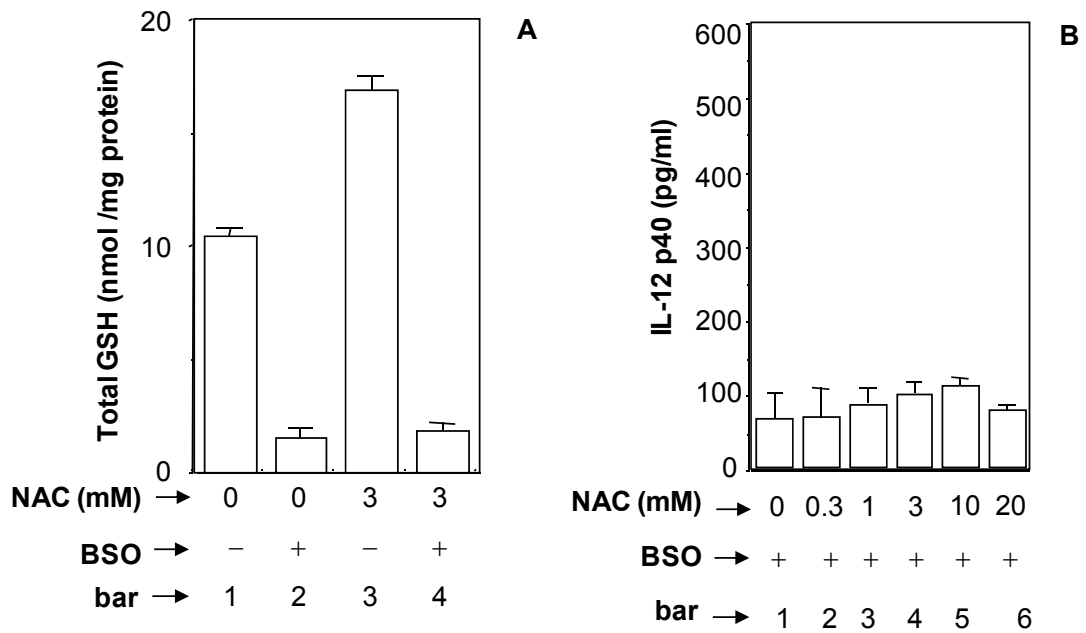 A
Total GSH (nmol /mg protein)
20
10
0
NAC (mM) → 0 0 3 3
BSO → − + − +
bar → 1 2 3 4
B
IL-12 p40 (pg/ml)
600
500
400
300
200
100
0
NAC (mM) → 0 0.3 1 3 10 20
BSO → + + + + + +
bar → 1 2 3 4 5 6